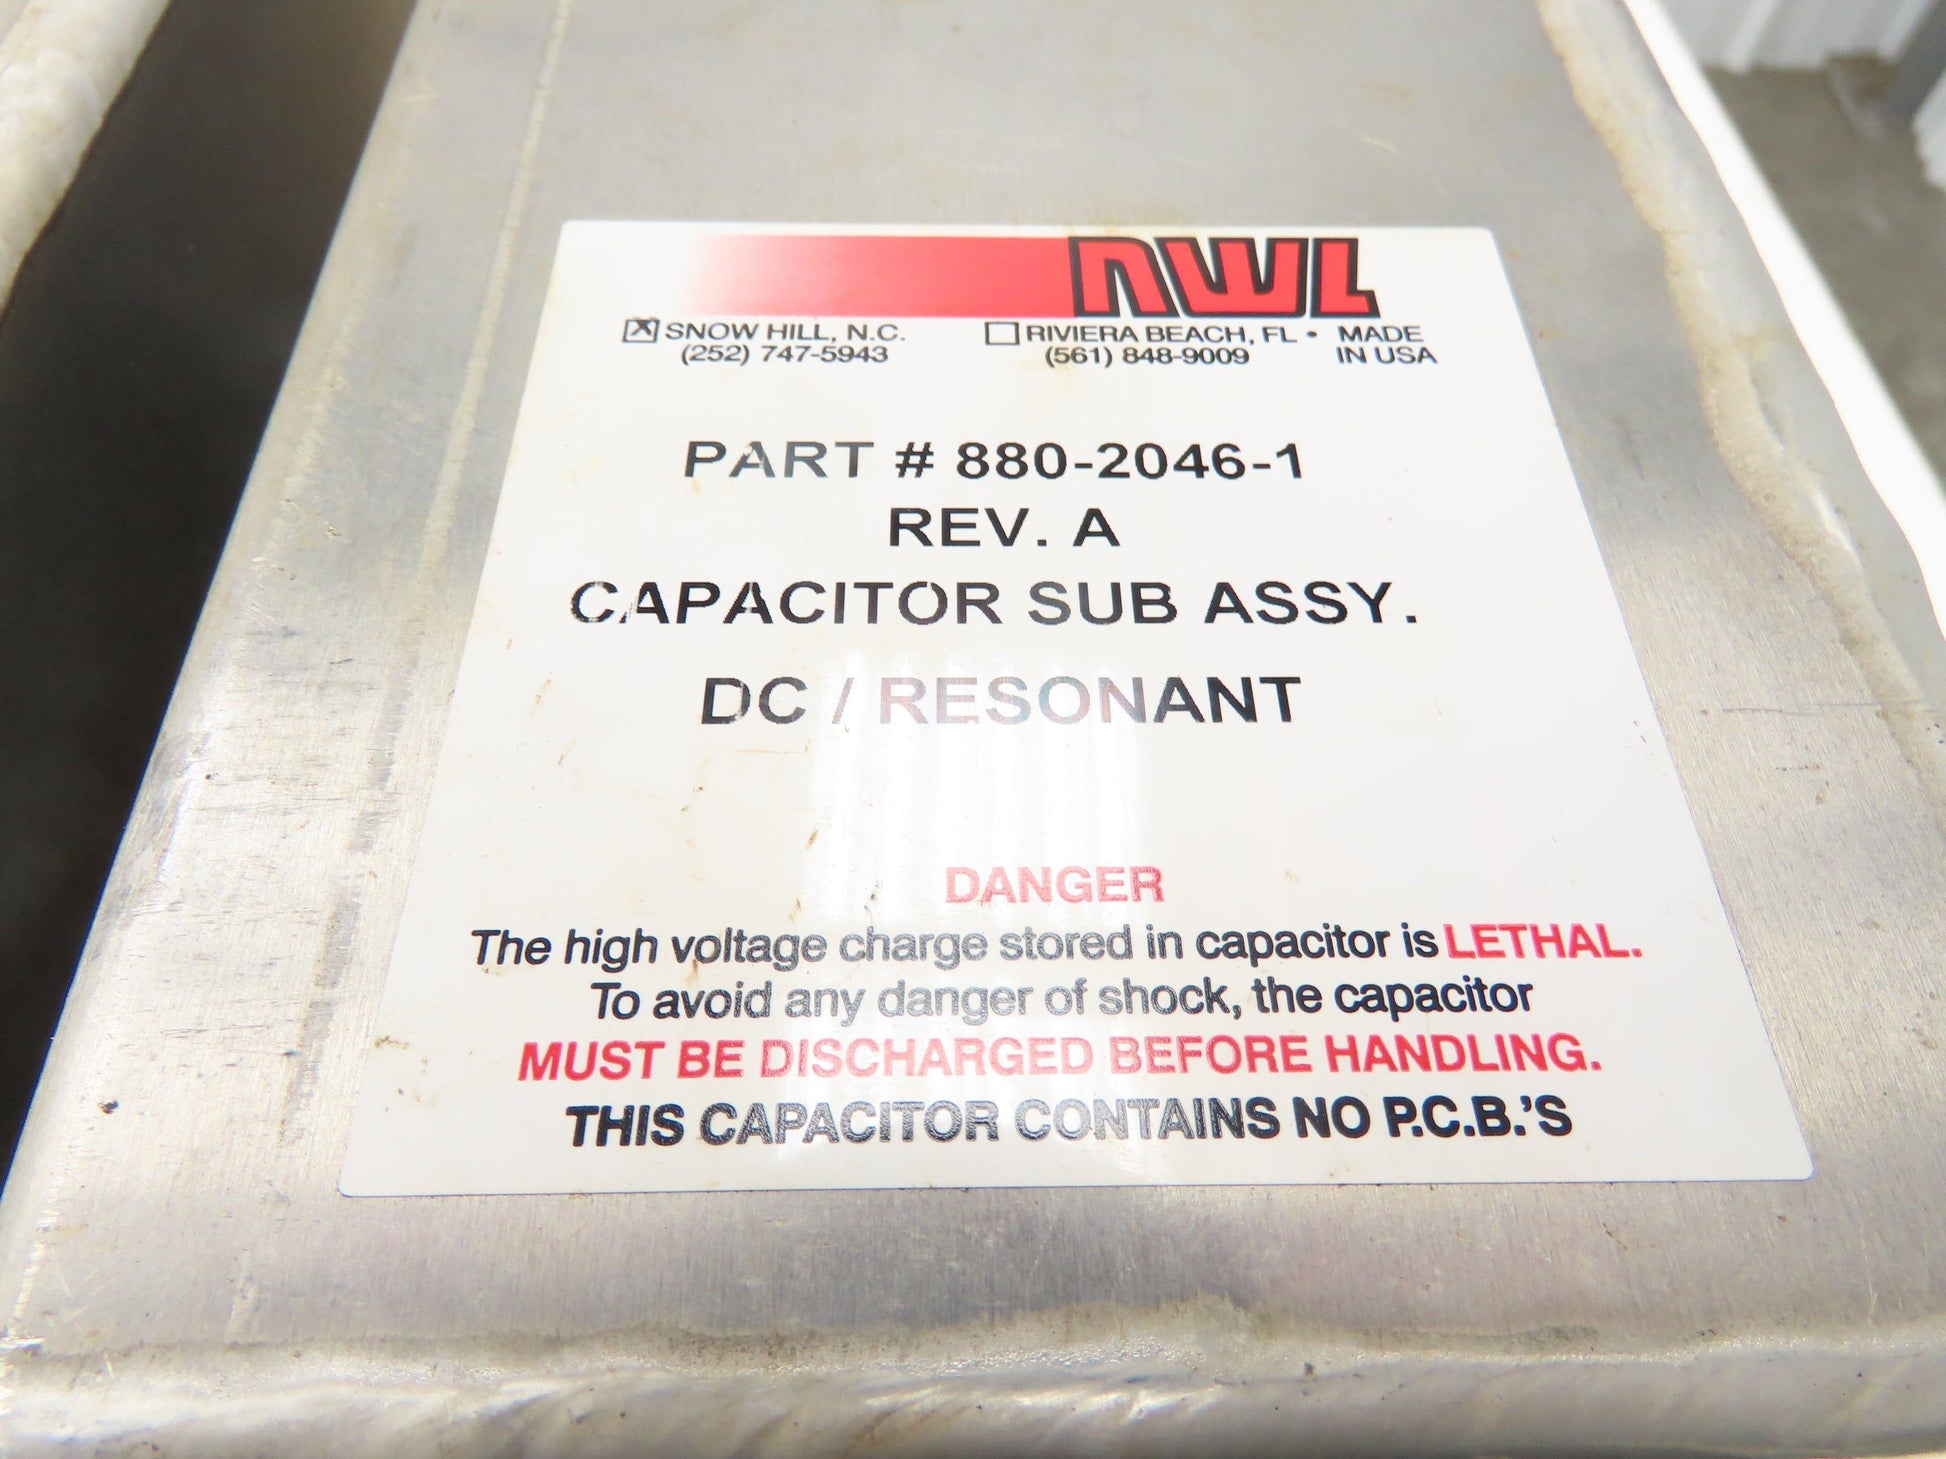 NWL
☒ SNOW HILL, N.C. ☐ RIVIERA BEACH, FL • MADE
(252) 747-5943 (561) 848-9009 IN USA
PART # 880-2046-1
REV. A
CAPACITOR SUB ASSY.
DC / RESONANT
DANGER
The high voltage charge stored in capacitor is LETHAL.
To avoid any danger of shock, the capacitor
MUST BE DISCHARGED BEFORE HANDLING.
THIS CAPACITOR CONTAINS NO P.C.B.'S